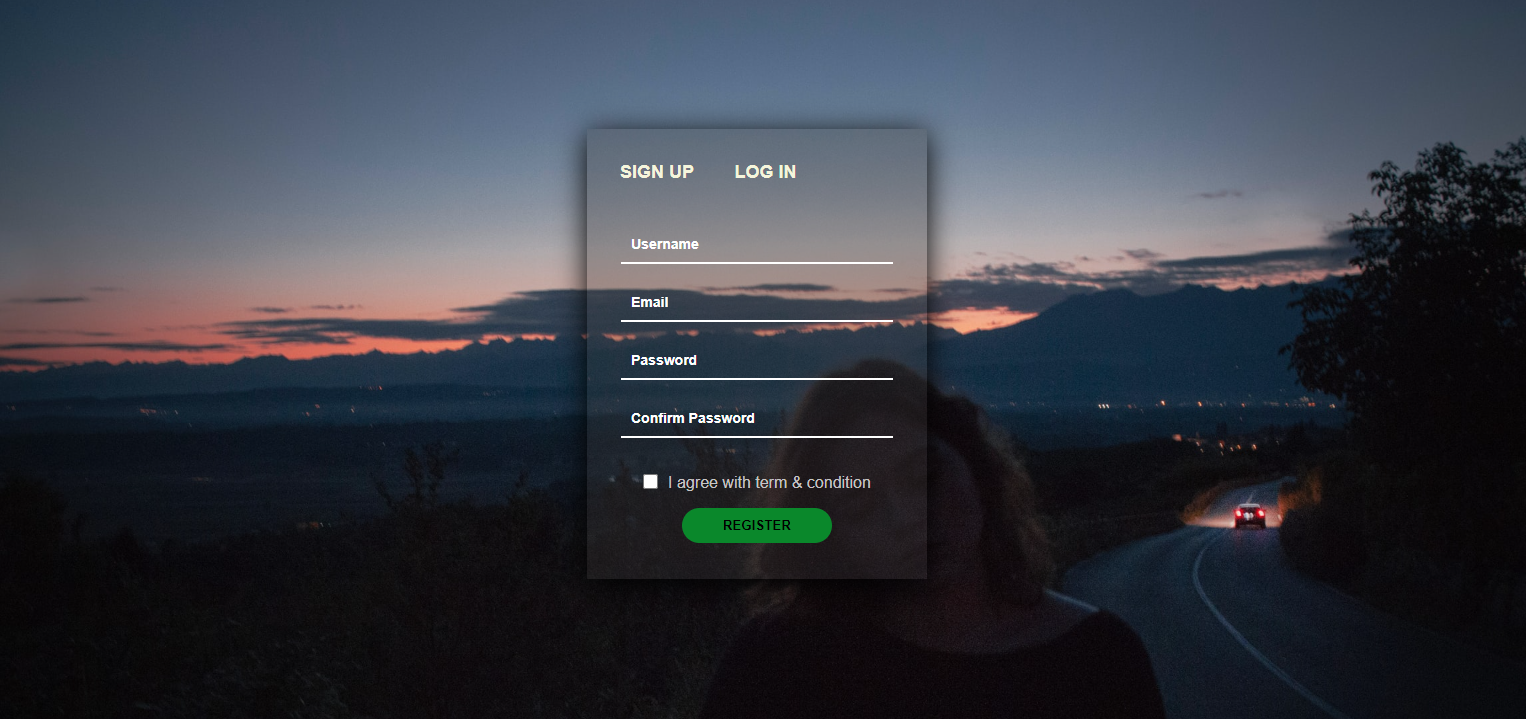 SIGN UP LOG IN
Username
Email
Password
Confirm Password
I agree with term & condition
REGISTER